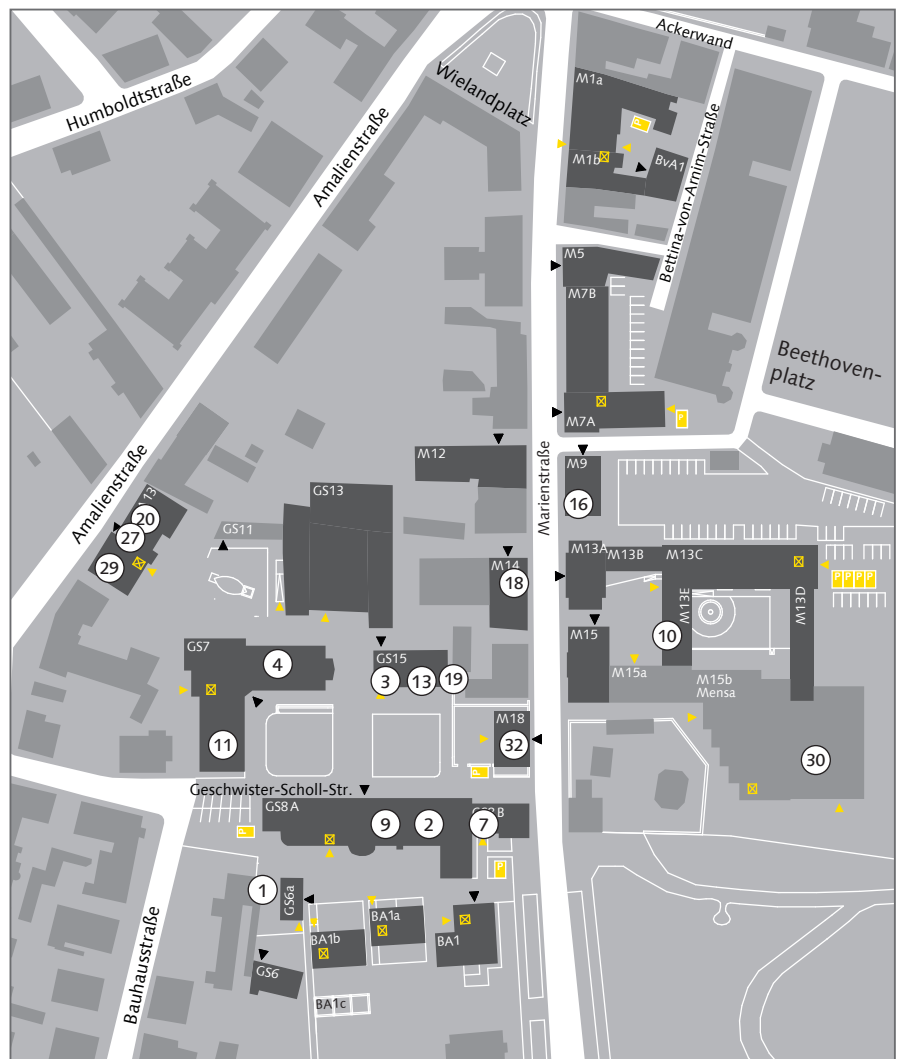 Ackerwand
Humboldtstraße
Wielandplatz
Amalienstraße
M1a
P
M1b
BvA1
Bettina-von-Arnim-Straße
M5
M7B
Beethoven-
platz
M7A
P
M12
Marienstraße
M9
16
GS13
Amalienstraße
A13
20
27
29
GS11
M14
18
M13A
M13B
M13C
M13D
M13E
P P P P
10
M15
M15a
M15b
Mensa
GS7
4
GS15
3
13
19
11
M18
32
P
30
Geschwister-Scholl-Str.
GS8A
9
2
7
GS8B
P
P
1
GS6a
BA1a
BA1b
BA1
GS6
BA1c
Bauhausstraße